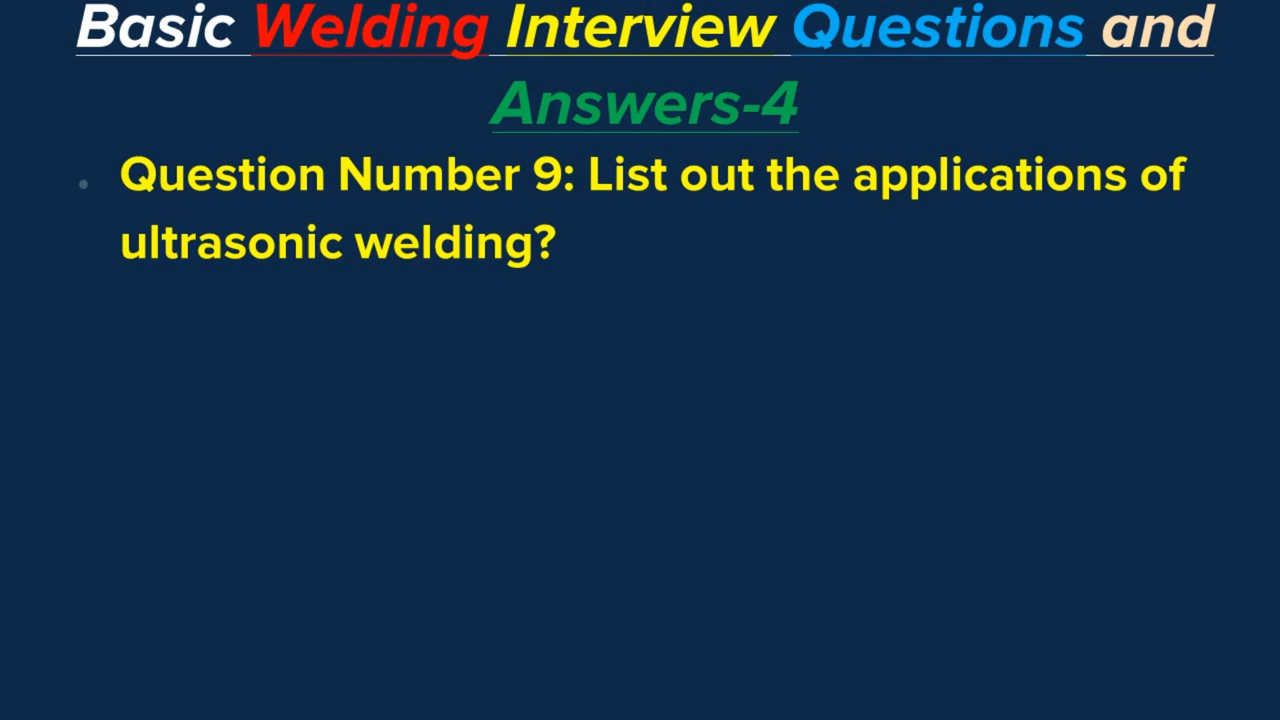 Basic Welding Interview Questions and
Answers-4
• Question Number 9: List out the applications of
ultrasonic welding?